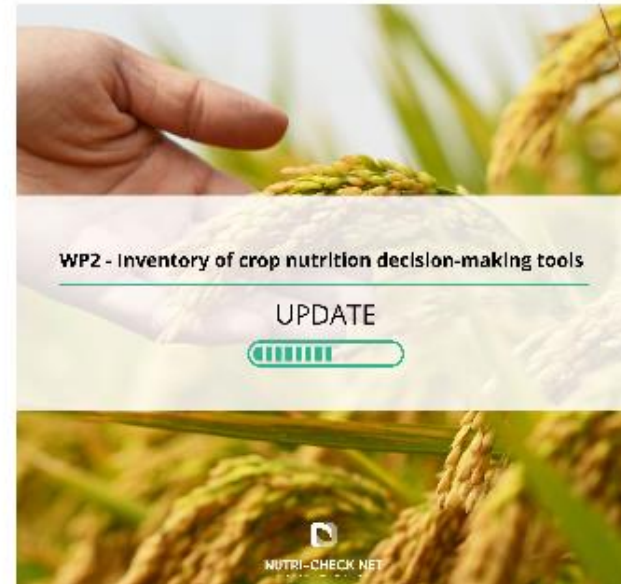 WP2 - Inventory of crop nutrition decision-making tools
UPDATE
NUTRI-CHECK NET